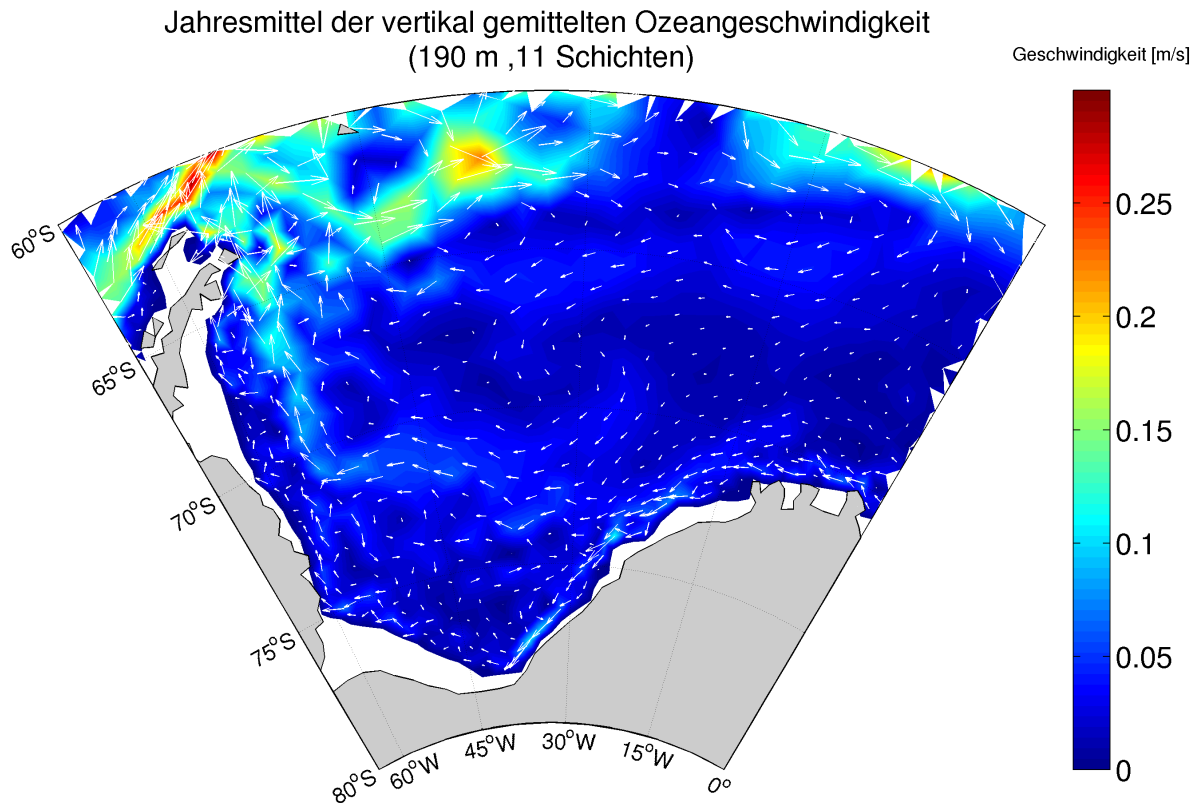 Jahresmittel der vertikal gemittelten Ozeangeschwindigkeit
(190 m ,11 Schichten)
Geschwindigkeit [m/s]
60°S
65°S
70°S
75°S
80°S
60°W
45°W
30°W
15°W
0°
0.25
0.2
0.15
0.1
0.05
0